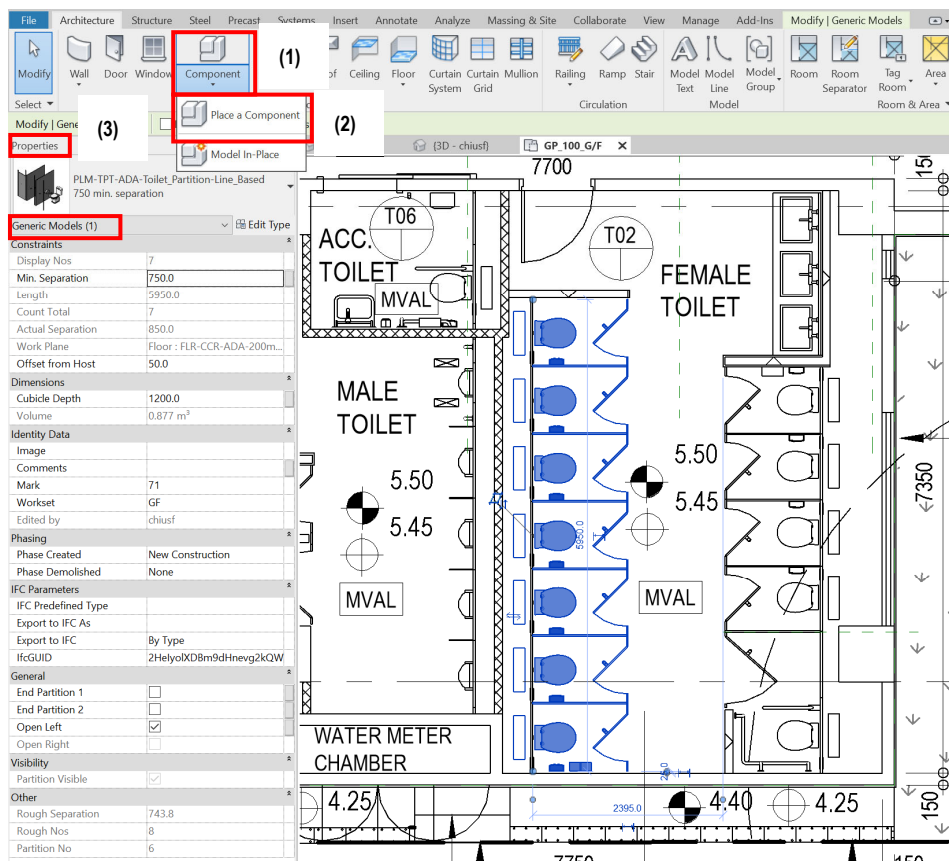 File Architecture Structure Steel Precast Systems Insert Annotate Analyze Massing & Site Collaborate View Manage Add-Ins Modify | Generic Models
(1)
Modify Wall Door Window Component Ceiling Floor Curtain System Curtain Grid Mullion Railing Ramp Stair Model Text Model Line Model Group Room Room Separator Tag Room Area
Select Circulation Model Room & Area
Place a Component
(2)
Model In-Place
(3)
Properties
{3D - chiusf} GP_100_G/F
PLM-TPT-ADA-Toilet_Partition-Line_Based
750 min. separation
Generic Models (1) Edit Type
Constraints
Display Nos 7
Min. Separation 750.0
Length 5950.0
Count Total 7
Actual Separation 850.0
Work Plane Floor : FLR-CCR-ADA-200m...
Offset from Host 50.0
Dimensions
Cubicle Depth 1200.0
Volume 0.877 m³
Identity Data
Image
Comments
Mark 71
Workset GF
Edited by chiusf
Phasing
Phase Created New Construction
Phase Demolished None
IFC Parameters
IFC Predefined Type
Export to IFC As
Export to IFC By Type
IfcGUID 2HelyolXDBm9dHnevg2kQW
General
End Partition 1
End Partition 2
Open Left
Open Right
Visibility
Partition Visible
Other
Rough Separation 743.8
Rough Nos 8
Partition No 6
7700
T06
ACC.
TOILET
MVAL
T02
FEMALE
TOILET
MALE
TOILET
5.50
5.45
MVAL
5.50
5.45
5950.0
MVAL
7350
WATER METER
CHAMBER
4.25
2395.0
4.40
4.25
150
7750
150